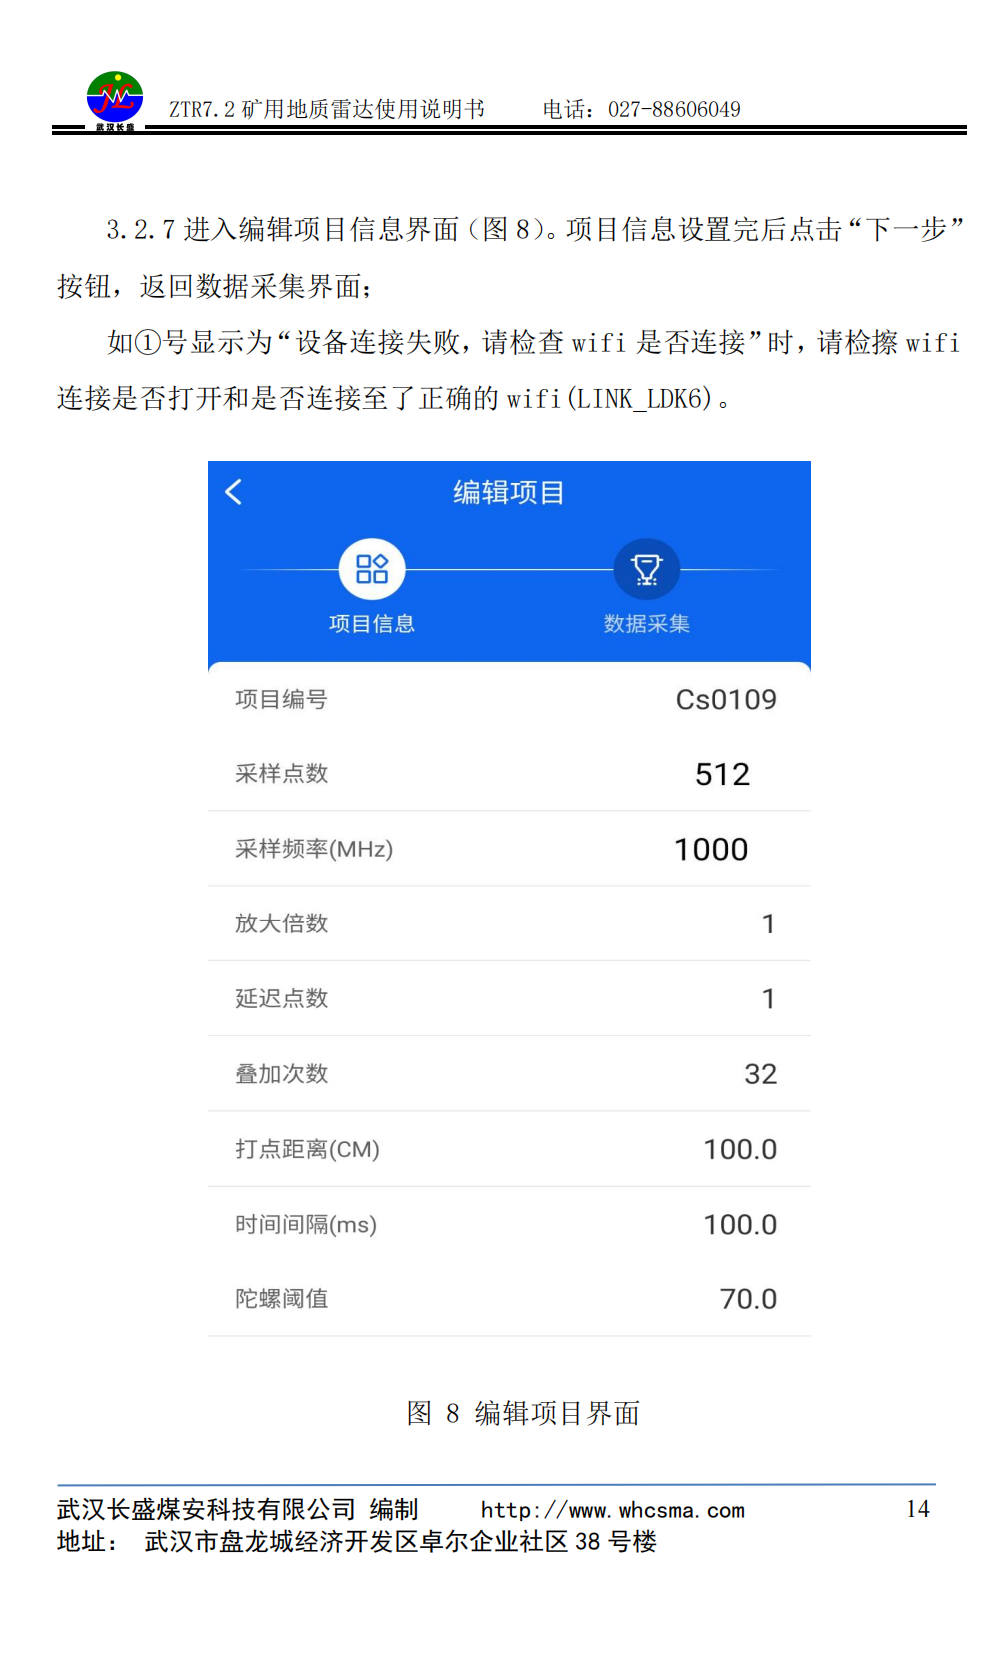 武汉长盛
ZTR7.2 矿用地质雷达使用说明书 电话：027-88606049
3.2.7 进入编辑项目信息界面（图 8）。项目信息设置完后点击“下一步”
按钮，返回数据采集界面；
如①号显示为“设备连接失败，请检查 wifi 是否连接”时，请检擦 wifi
连接是否打开和是否连接至了正确的 wifi(LINK_LDK6)。
编辑项目
项目信息 数据采集
项目编号 Cs0109
采样点数 512
采样频率(MHz) 1000
放大倍数 1
延迟点数 1
叠加次数 32
打点距离(CM) 100.0
时间间隔(ms) 100.0
陀螺阈值 70.0
图 8 编辑项目界面
武汉长盛煤安科技有限公司 编制 http://www.whcsma.com 14
地址： 武汉市盘龙城经济开发区卓尔企业社区 38 号楼